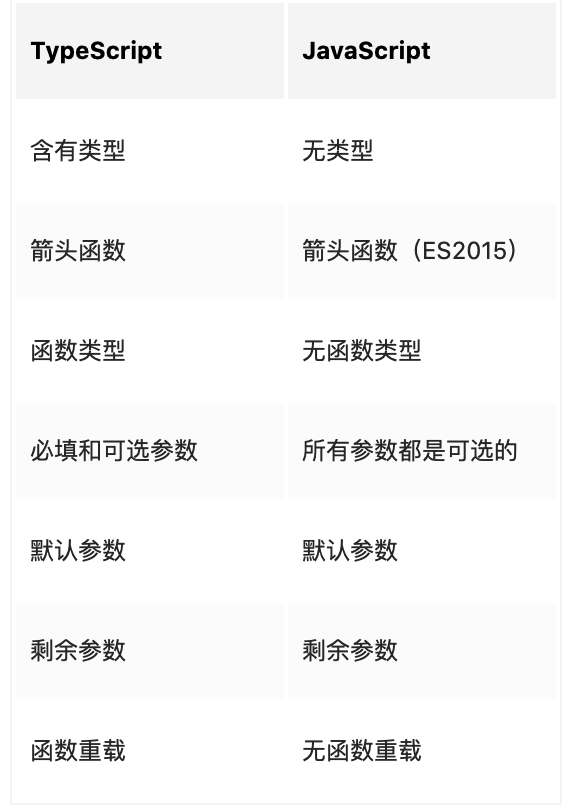 TypeScript JavaScript
含有类型 无类型
箭头函数 箭头函数（ES2015）
函数类型 无函数类型
必填和可选参数 所有参数都是可选的
默认参数 默认参数
剩余参数 剩余参数
函数重载 无函数重载